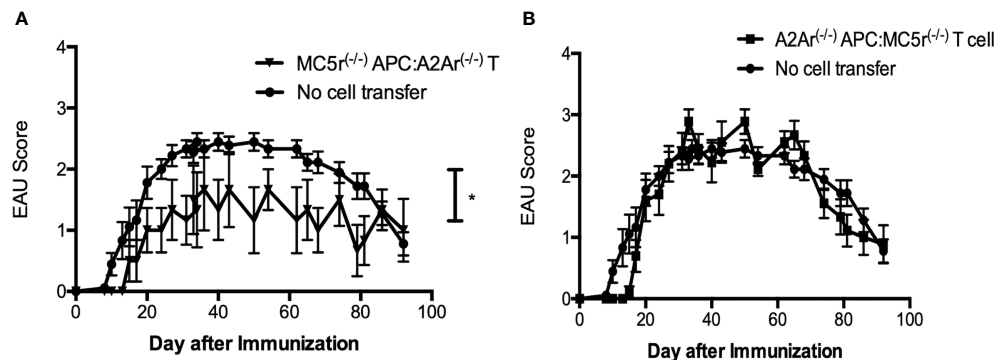 A
MC5r(-/-) APC:A2Ar(-/-) T
No cell transfer
EAU Score
4
3
2
1
0
*
0 20 40 60 80 100
Day after Immunization
B
A2Ar(-/-) APC:MC5r(-/-) T cell
No cell transfer
EAU Score
4
3
2
1
0
0 20 40 60 80 100
Day after Immunization